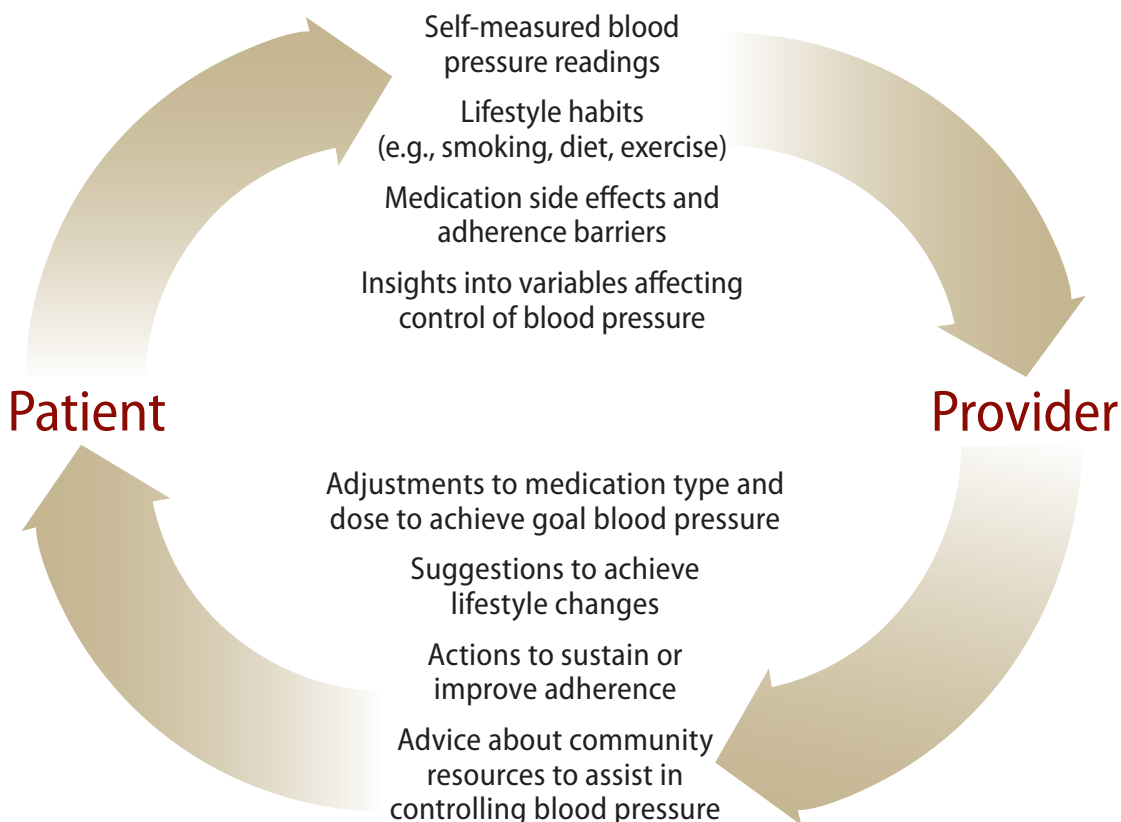 Self-measured blood
pressure readings
Lifestyle habits
(e.g., smoking, diet, exercise)
Medication side effects and
adherence barriers
Insights into variables affecting
control of blood pressure
Patient
Provider
Adjustments to medication type and
dose to achieve goal blood pressure
Suggestions to achieve
lifestyle changes
Actions to sustain or
improve adherence
Advice about community
resources to assist in
controlling blood pressure